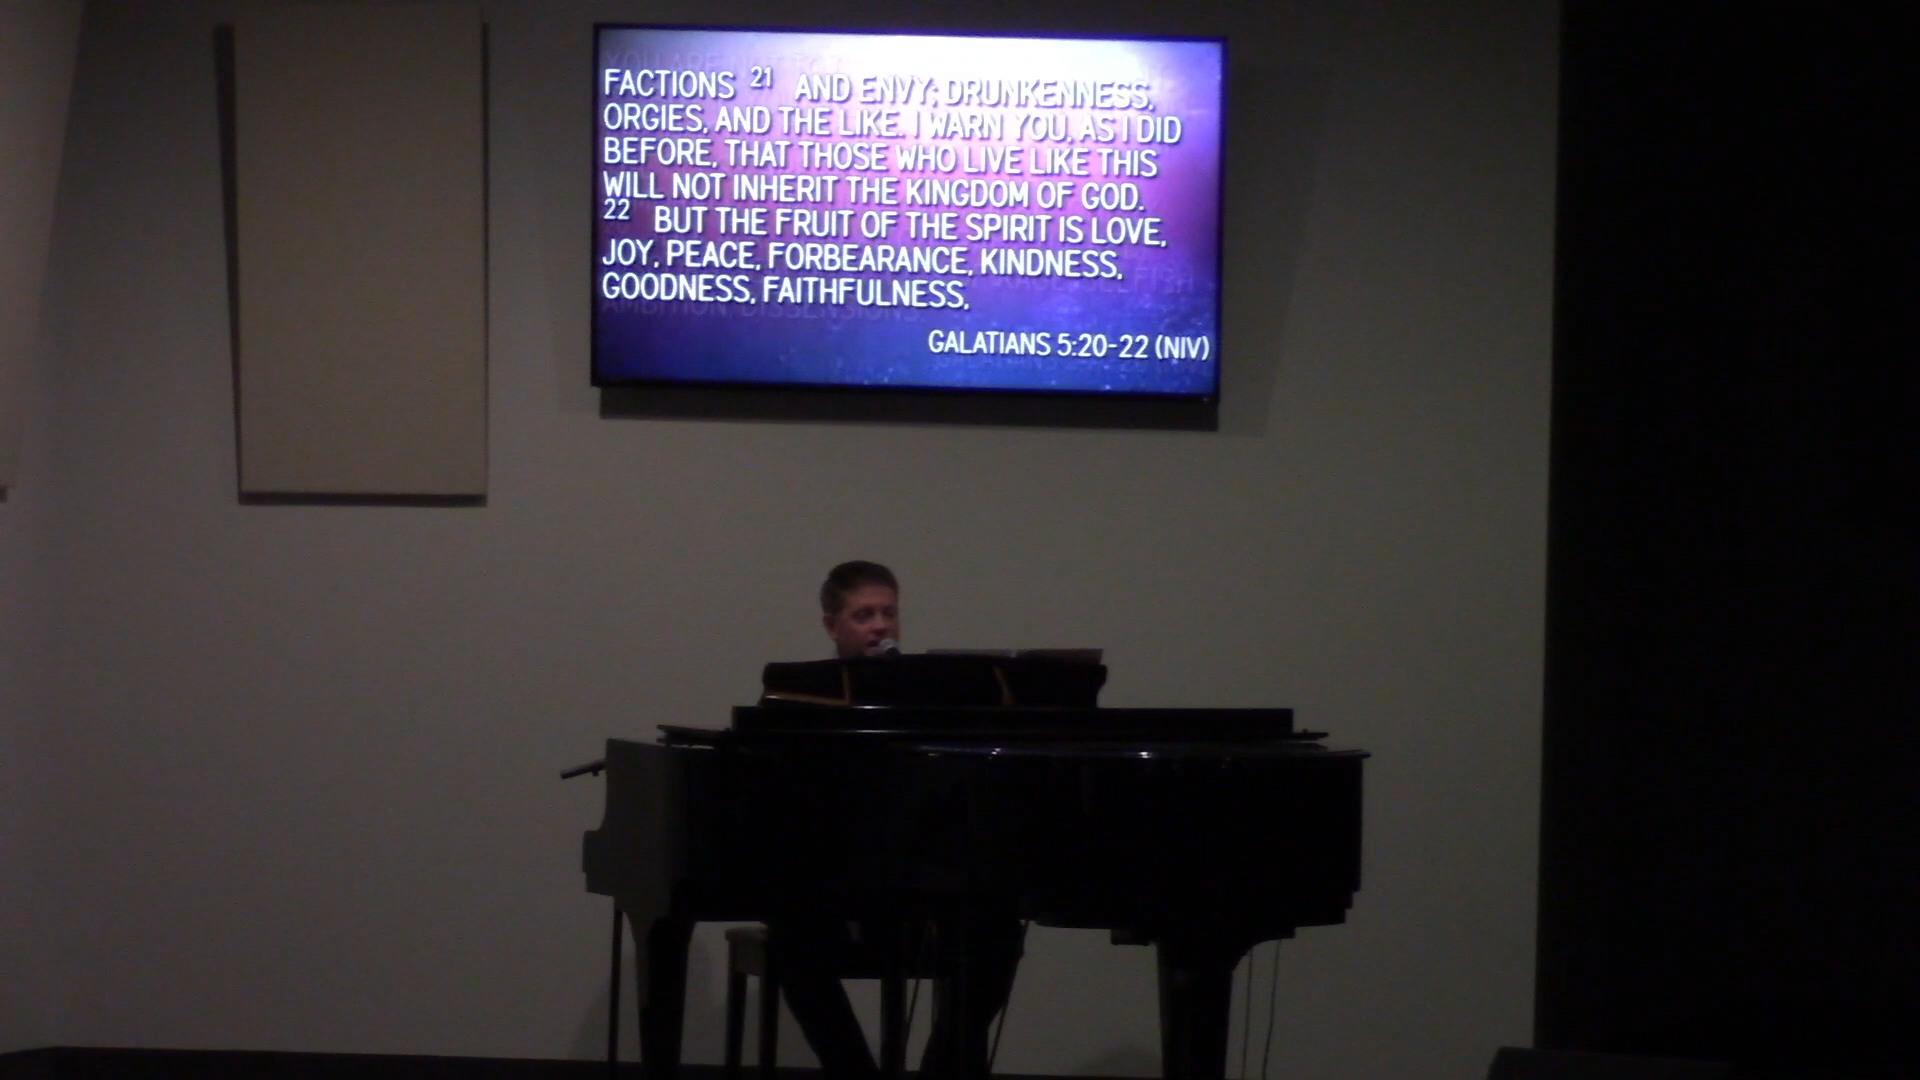 FACTIONS 21 AND ENVY; DRUNKENNESS,
ORGIES, AND THE LIKE. I WARN YOU, AS I DID
BEFORE, THAT THOSE WHO LIVE LIKE THIS
WILL NOT INHERIT THE KINGDOM OF GOD.
22 BUT THE FRUIT OF THE SPIRIT IS LOVE,
JOY, PEACE, FORBEARANCE, KINDNESS,
GOODNESS, FAITHFULNESS,
GALATIANS 5:20-22 (NIV)